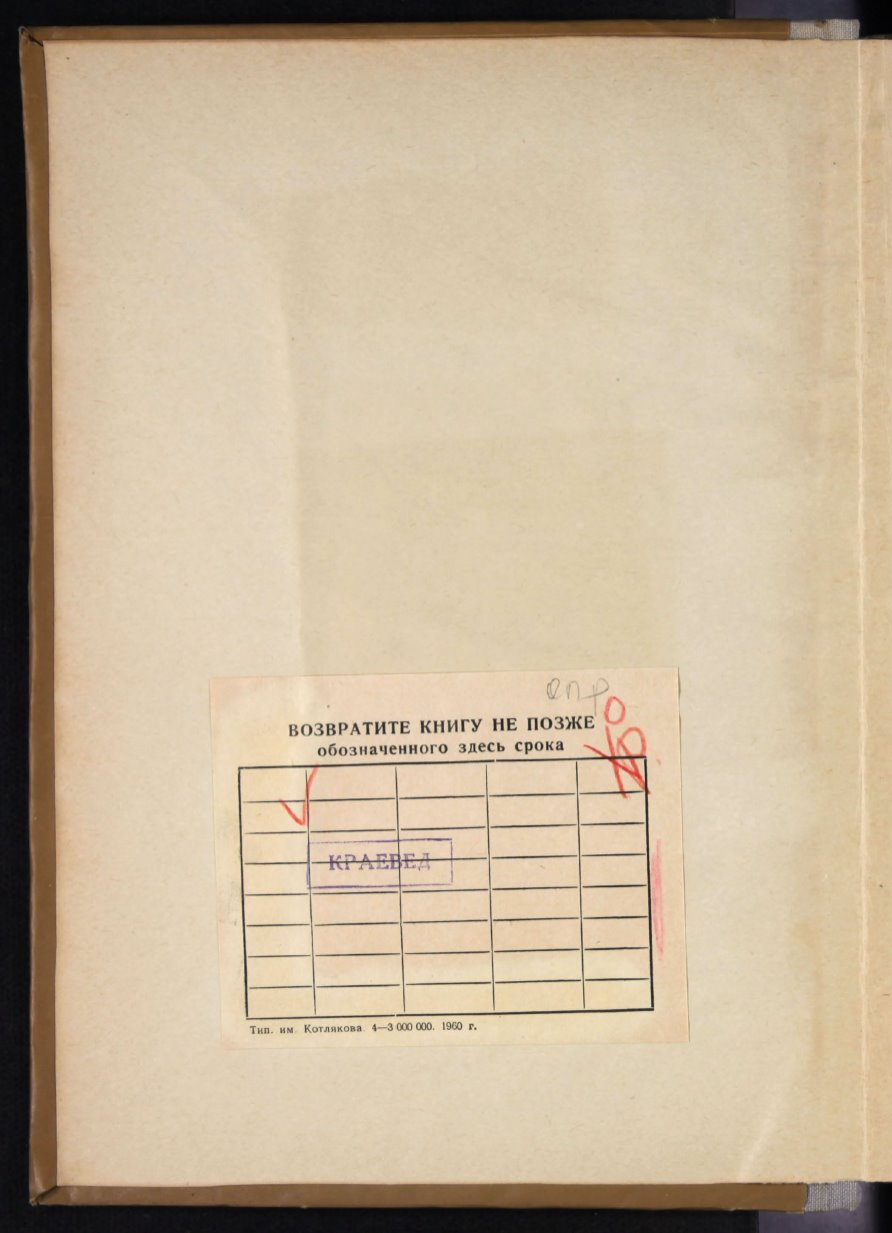 ВОЗВРАТИТЕ КНИГУ НЕ ПОЗЖЕ
обозначенного здесь срока
КРАЕВЕД
Тип. им. Котлякова. 4—3 000 000. 1960 г.